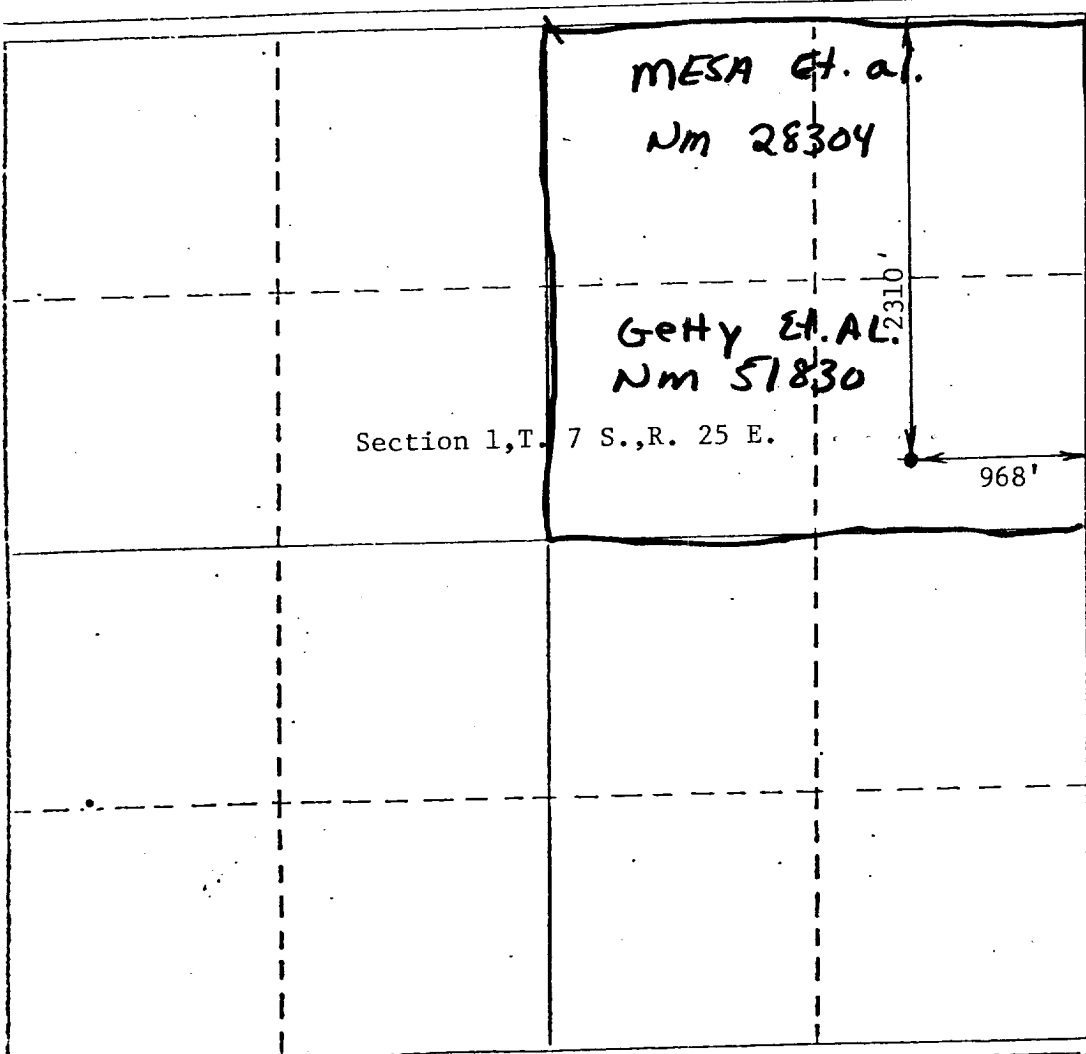 MESA Et. al.
Nm 28304
2310'
Getty Et. AL.
Nm 51830
Section 1,T. 7 S.,R. 25 E.
968'